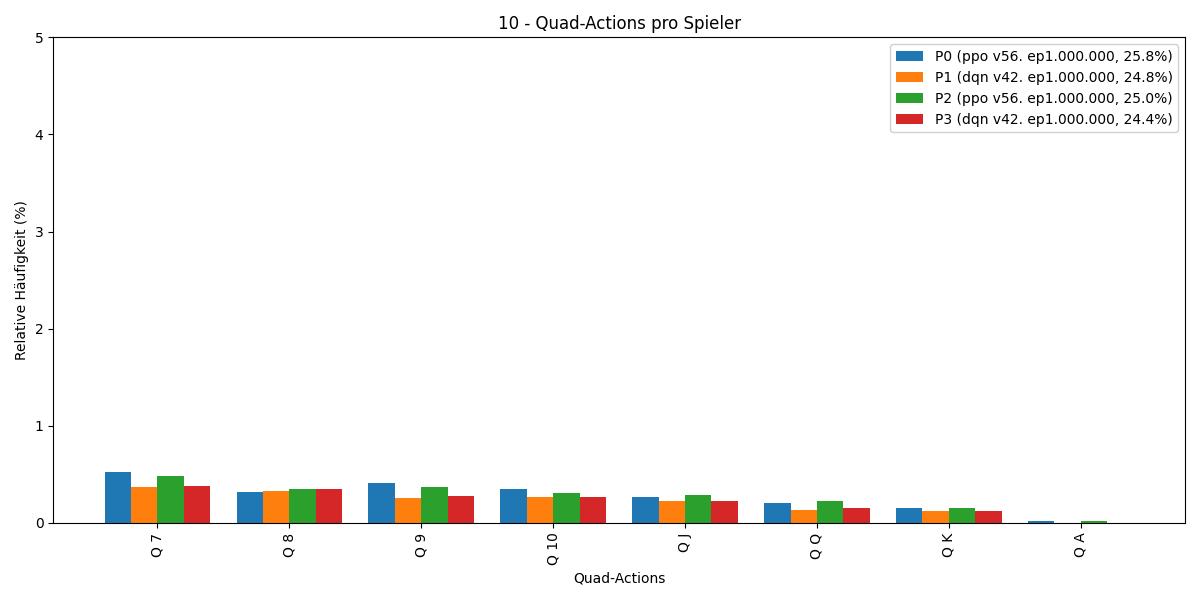 10 - Quad-Actions pro Spieler
P0 (ppo v56. ep1.000.000, 25.8%)
P1 (dqn v42. ep1.000.000, 24.8%)
P2 (ppo v56. ep1.000.000, 25.0%)
P3 (dqn v42. ep1.000.000, 24.4%)
Relative Häufigkeit (%)
5
4
3
2
1
0
Q 7
Q 8
Q 9
Q 10
Q J
Q Q
Q K
Q A
Quad-Actions